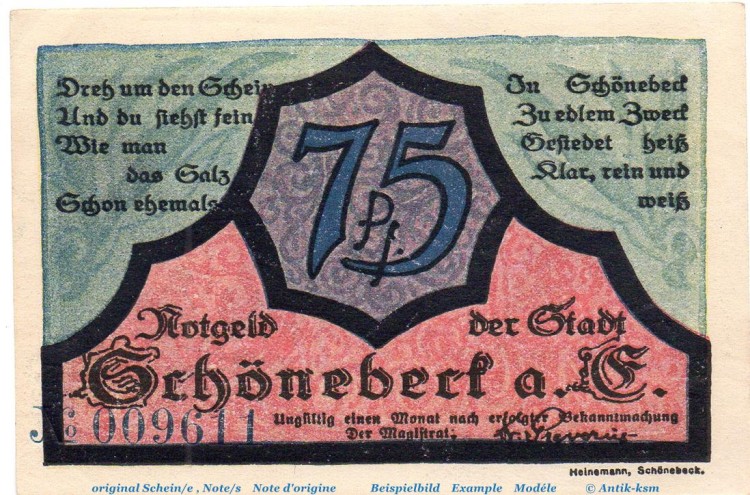 Dreh um den Schein
Und du siehst fein
Wie man
das Salz
Schon ehemals
In Schönebeck
Zu edlem Zweck
Gesiedet heiß
Klar, rein und
weiß
75
Pf.
Notgeld der Stadt
Schönebeck a. E.
No 009611
Ungültig einen Monat nach erfolgter Bekanntmachung
Der Magistrat:
Heinemann, Schönebeck.
original Schein/e , Note/s Note d'origine Beispielbild Example Modéle © Antik-ksm